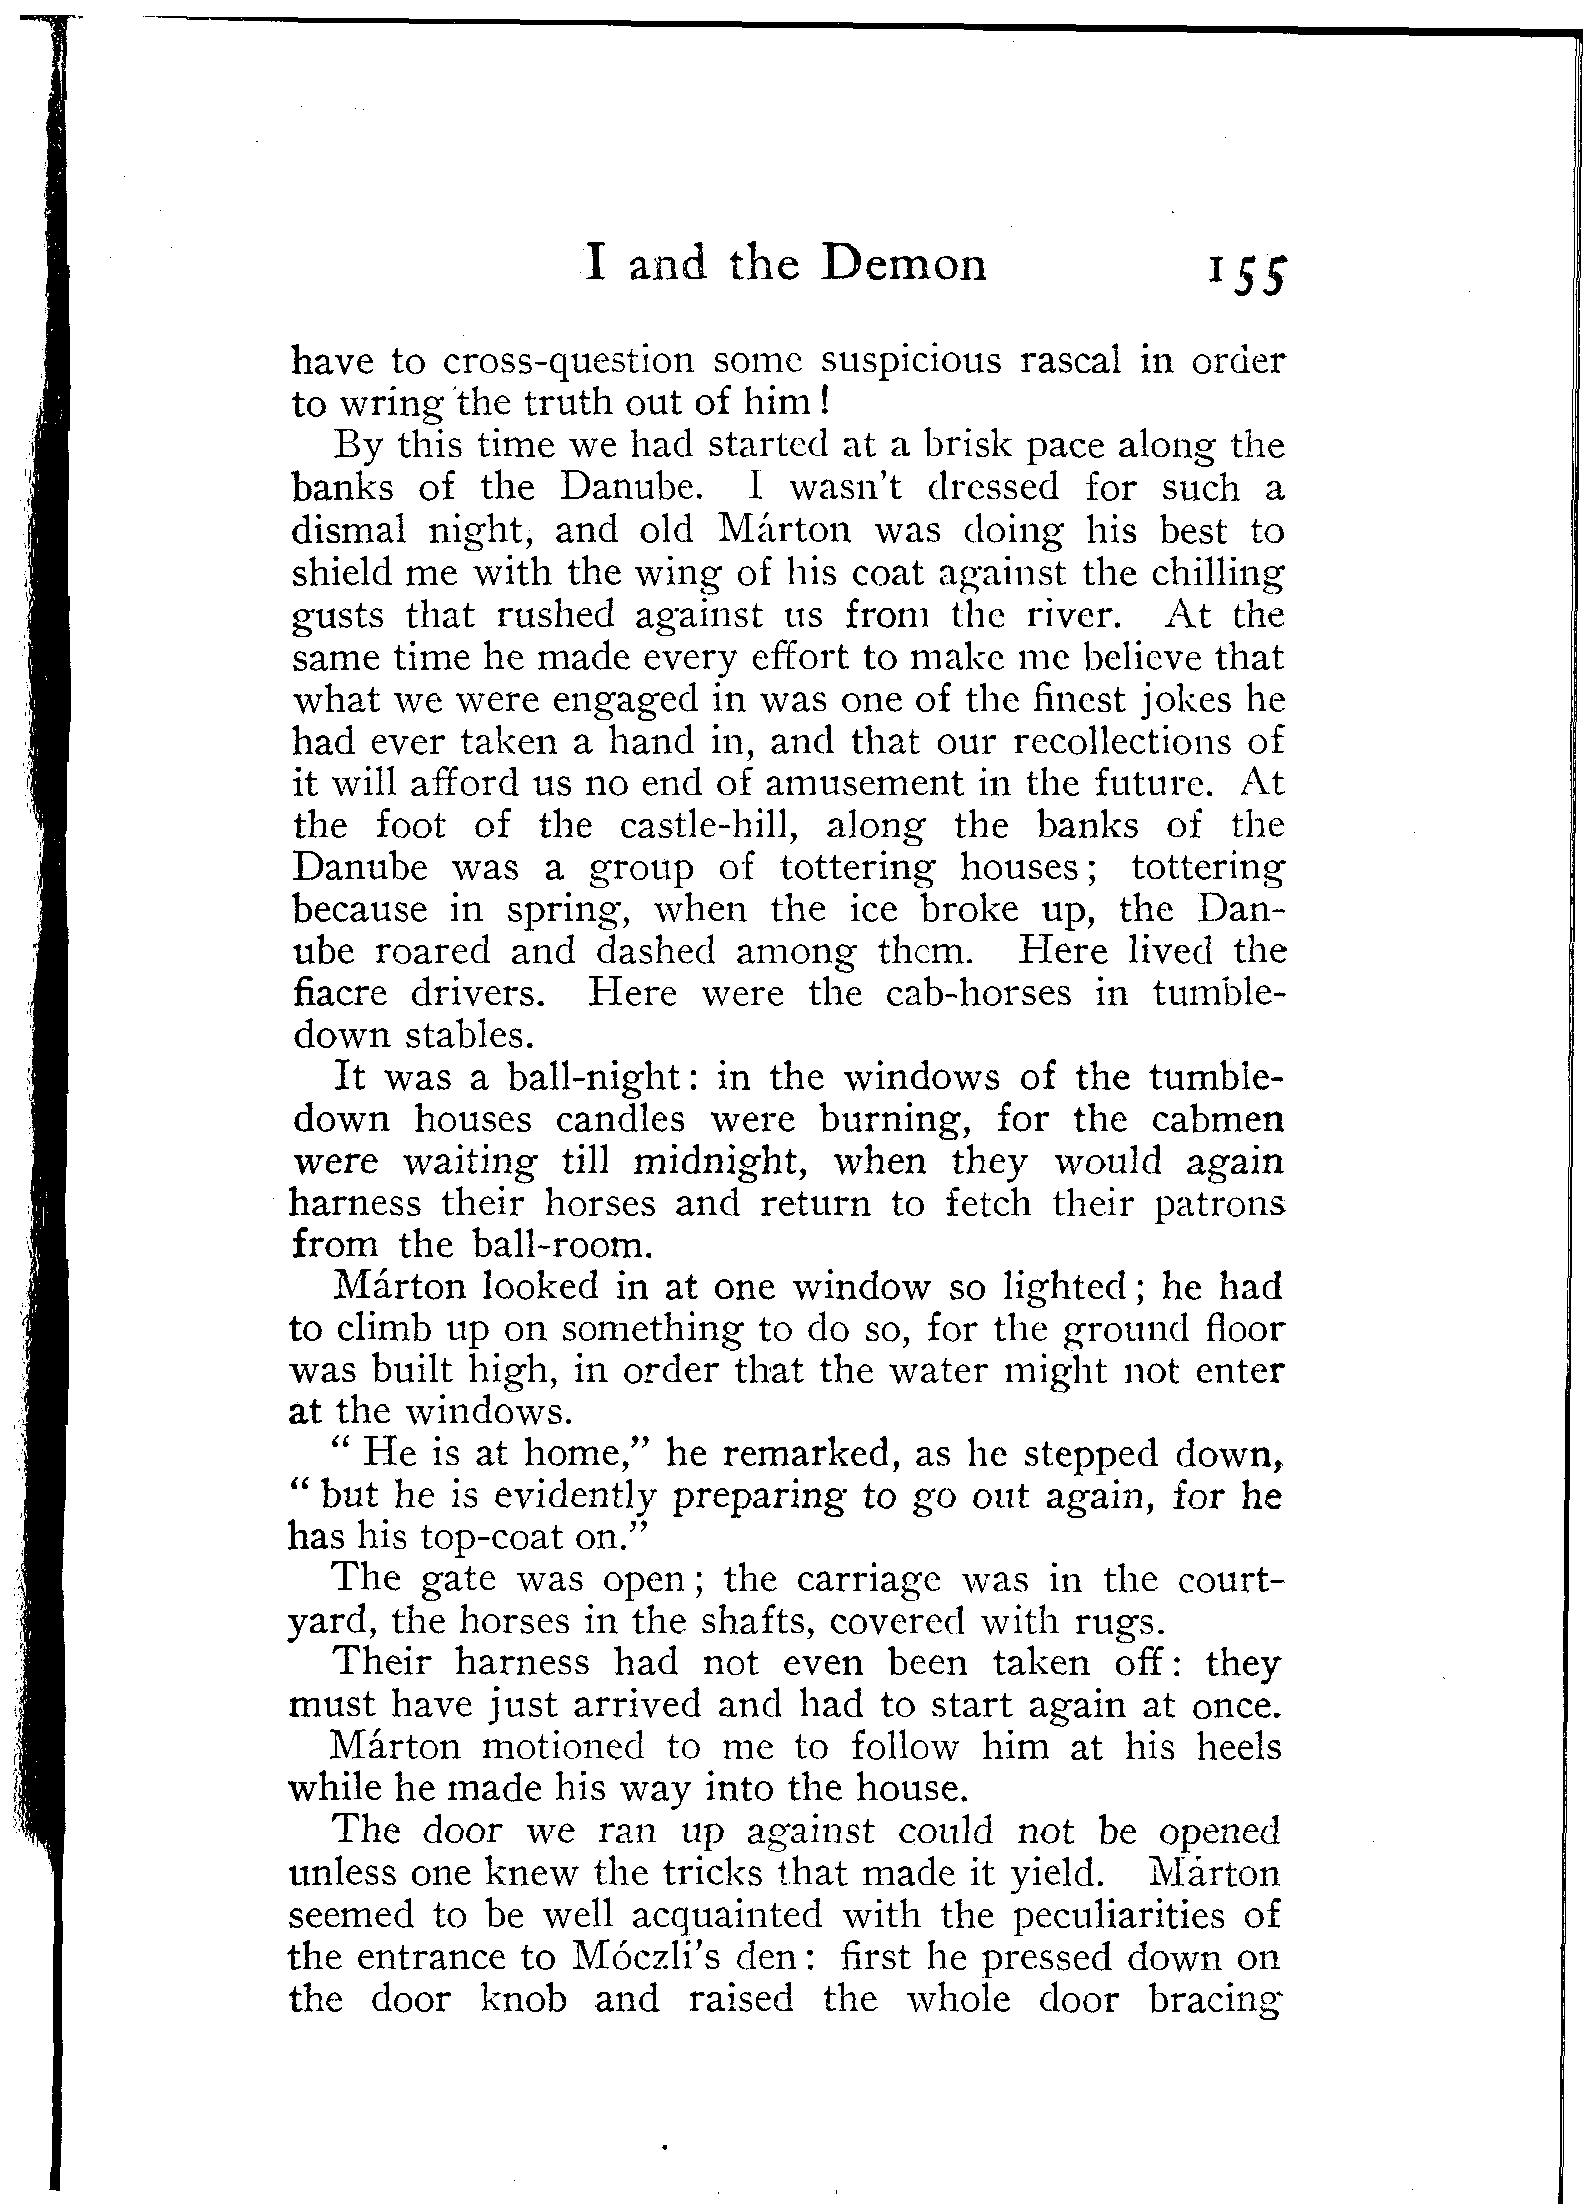 I and the Demon 155
have to cross-question some suspicious rascal in order
to wring the truth out of him!
By this time we had started at a brisk pace along the
banks of the Danube. I wasn't dressed for such a
dismal night, and old Márton was doing his best to
shield me with the wing of his coat against the chilling
gusts that rushed against us from the river. At the
same time he made every effort to make me believe that
what we were engaged in was one of the finest jokes he
had ever taken a hand in, and that our recollections of
it will afford us no end of amusement in the future. At
the foot of the castle-hill, along the banks of the
Danube was a group of tottering houses; tottering
because in spring, when the ice broke up, the Dan-
ube roared and dashed among them. Here lived the
fiacre drivers. Here were the cab-horses in tumble-
down stables.
It was a ball-night: in the windows of the tumble-
down houses candles were burning, for the cabmen
were waiting till midnight, when they would again
harness their horses and return to fetch their patrons
from the ball-room.
Márton looked in at one window so lighted; he had
to climb up on something to do so, for the ground floor
was built high, in order that the water might not enter
at the windows.
"He is at home," he remarked, as he stepped down,
"but he is evidently preparing to go out again, for he
has his top-coat on."
The gate was open; the carriage was in the court-
yard, the horses in the shafts, covered with rugs.
Their harness had not even been taken off: they
must have just arrived and had to start again at once.
Márton motioned to me to follow him at his heels
while he made his way into the house.
The door we ran up against could not be opened
unless one knew the tricks that made it yield. Márton
seemed to be well acquainted with the peculiarities of
the entrance to Móczli's den: first he pressed down on
the door knob and raised the whole door bracing